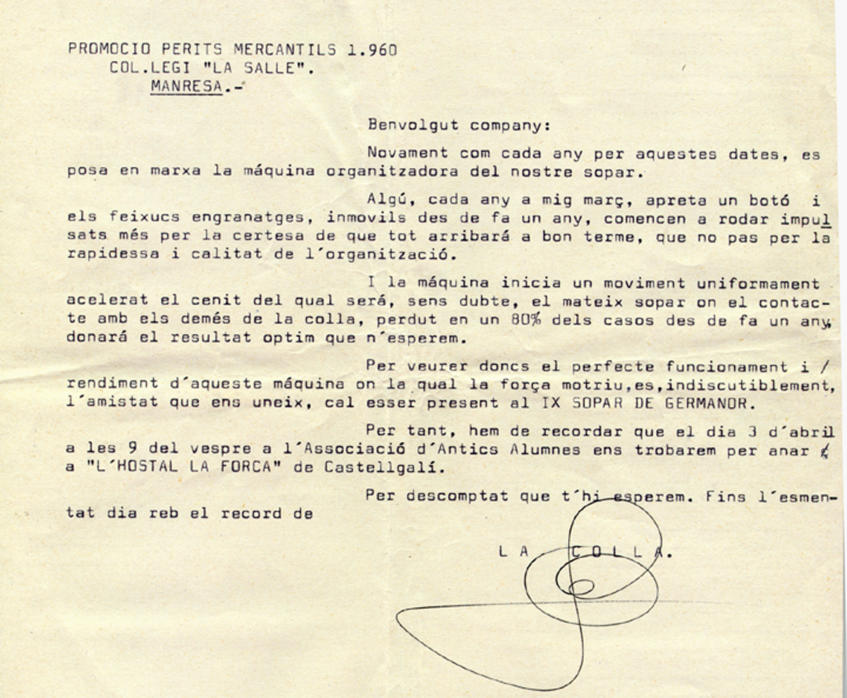 PROMOCIO PERITS MERCANTILS 1.960
COL.LEGI "LA SALLE".
MANRESA.-
Benvolgut company:
Novament com cada any per aquestes dates, es
posa en marxa la máquina organitzadora del nostre sopar.
Algú, cada any a mig març, apreta un botó i
els feixucs engranatges, inmovils des de fa un any, comencen a rodar impul
sats més per la certesa de que tot arribará a bon terme, que no pas per la
rapidessa i calitat de l'organització.
I la máquina inicia un moviment uniformament
acelerat el cenit del qual será, sens dubte, el mateix sopar on el contac-
te amb els demés de la colla, perdut en un 80% dels casos des de fa un any,
donará el resultat optim que n'esperem.
Per veurer doncs el perfecte funcionament i /
rendiment d'aqueste máquina on la qual la força motriu,es,indiscutiblement,
l'amistat que ens uneix, cal esser present al IX SOPAR DE GERMANOR.
Per tant, hem de recordar que el dia 3 d'abril
a les 9 del vespre a l'Associació d'Antics Alumnes ens trobarem per anar /
a "L'HOSTAL LA FORCA" de Castellgalí.
Per descomptat que t'hi esperem. Fins l'esmen-
tat dia reb el record de
LA COLLA.